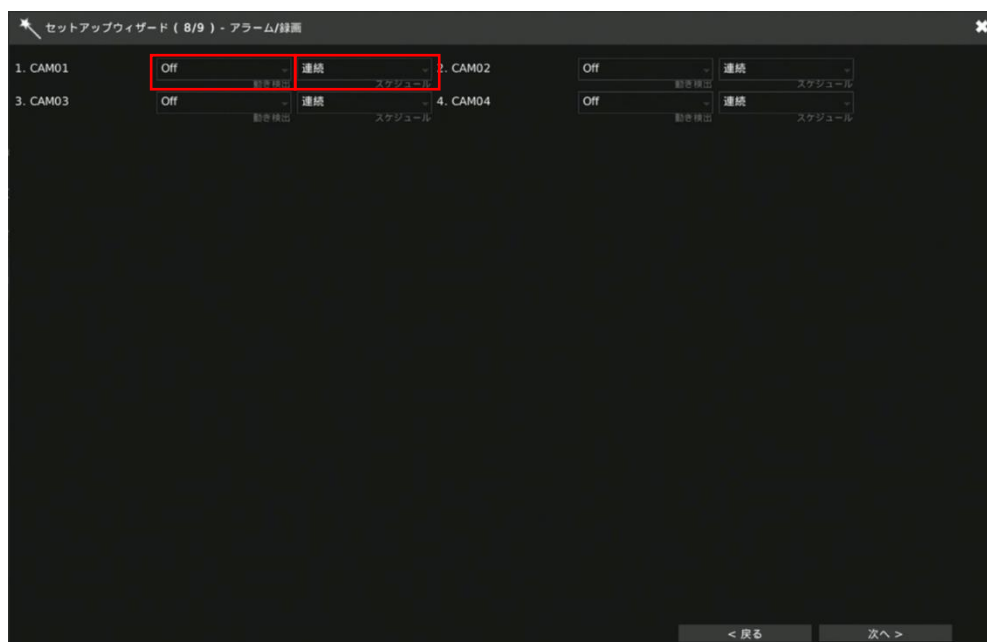 セットアップウィザード ( 8/9 ) - アラーム/録画
1. CAM01 Off 連続 2. CAM02 Off 連続
動き検出 スケジュール 動き検出 スケジュール
3. CAM03 Off 連続 4. CAM04 Off 連続
動き検出 スケジュール 動き検出 スケジュール
< 戻る 次へ >